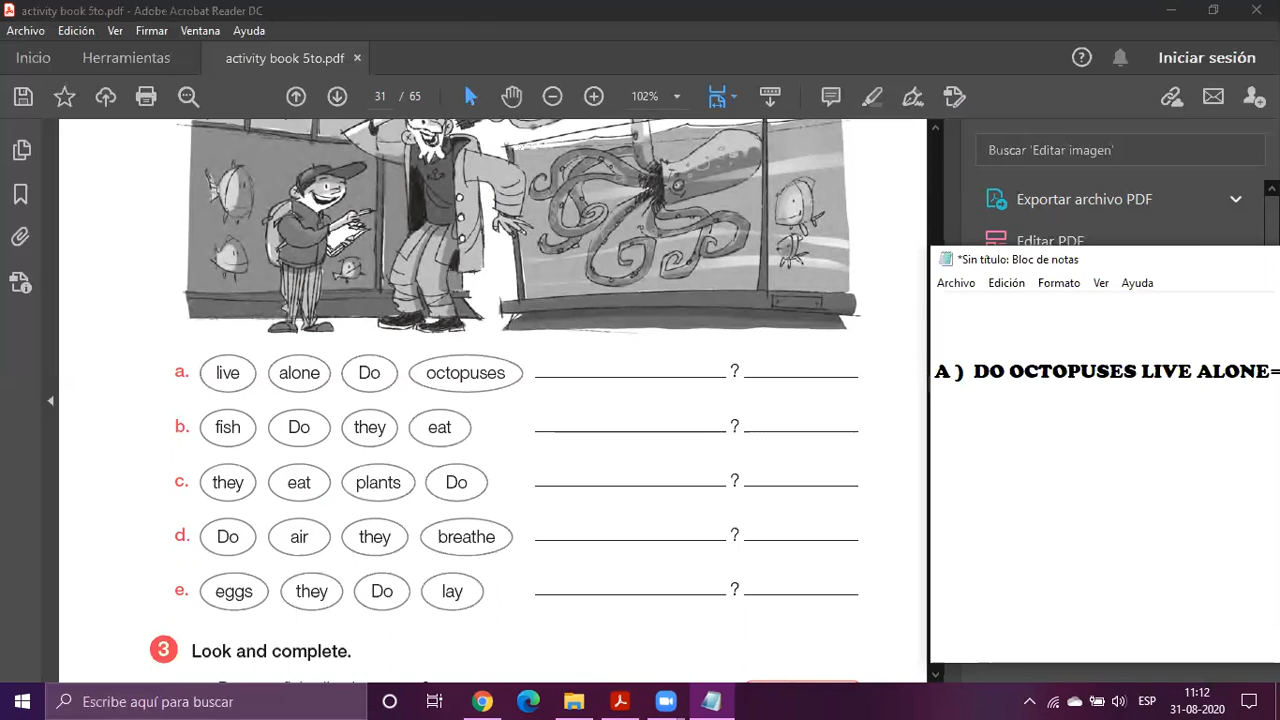 activity book 5to.pdf - Adobe Acrobat Reader DC
Archivo Edición Ver Firmar Ventana Ayuda
Inicio Herramientas activity book 5to.pdf × Iniciar sesión
31 / 65 102%
Buscar 'Editar imagen'
Exportar archivo PDF
Editar PDF
*Sin título: Bloc de notas
Archivo Edición Formato Ver Ayuda
A ) DO OCTOPUSES LIVE ALONE=
a. live alone Do octopuses ?
b. fish Do they eat ?
c. they eat plants Do ?
d. Do air they breathe ?
e. eggs they Do lay ?
3 Look and complete.
Escribe aquí para buscar
ESP
11:12
31-08-2020